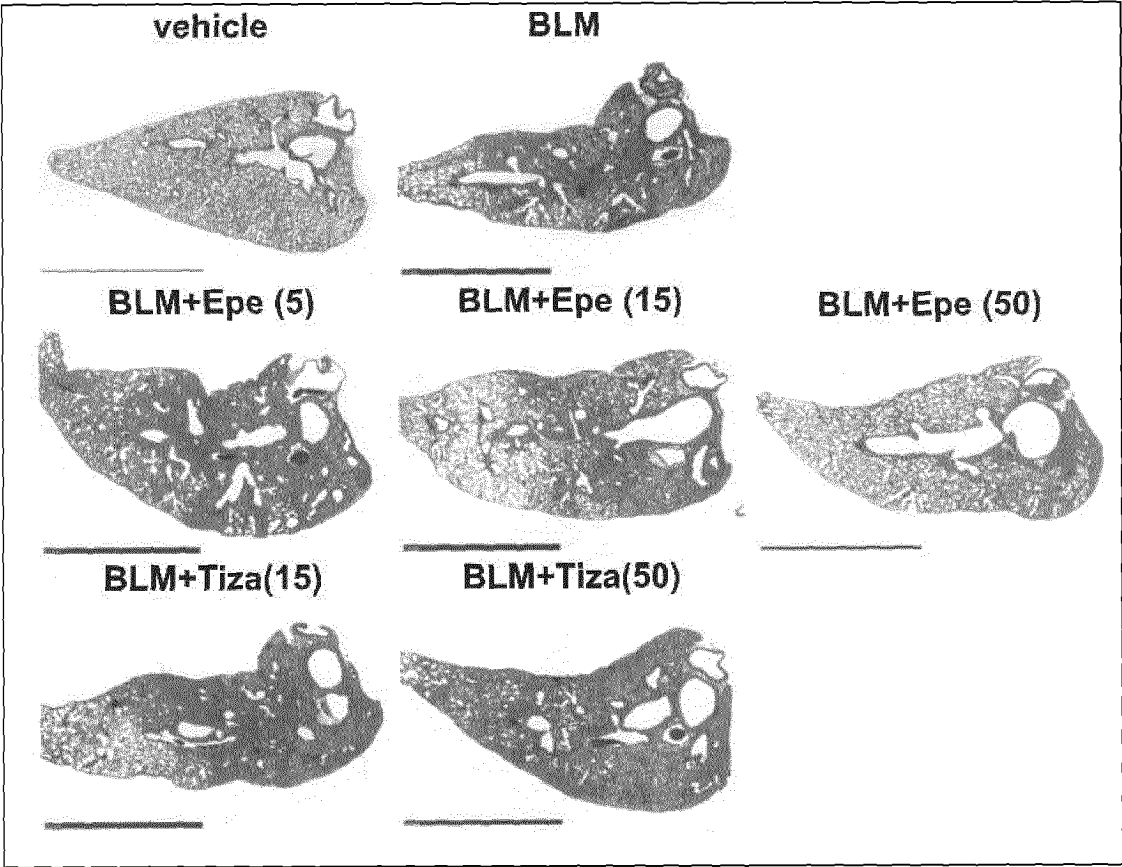 vehicle BLM
BLM+Epe (5) BLM+Epe (15) BLM+Epe (50)
BLM+Tiza(15) BLM+Tiza(50)